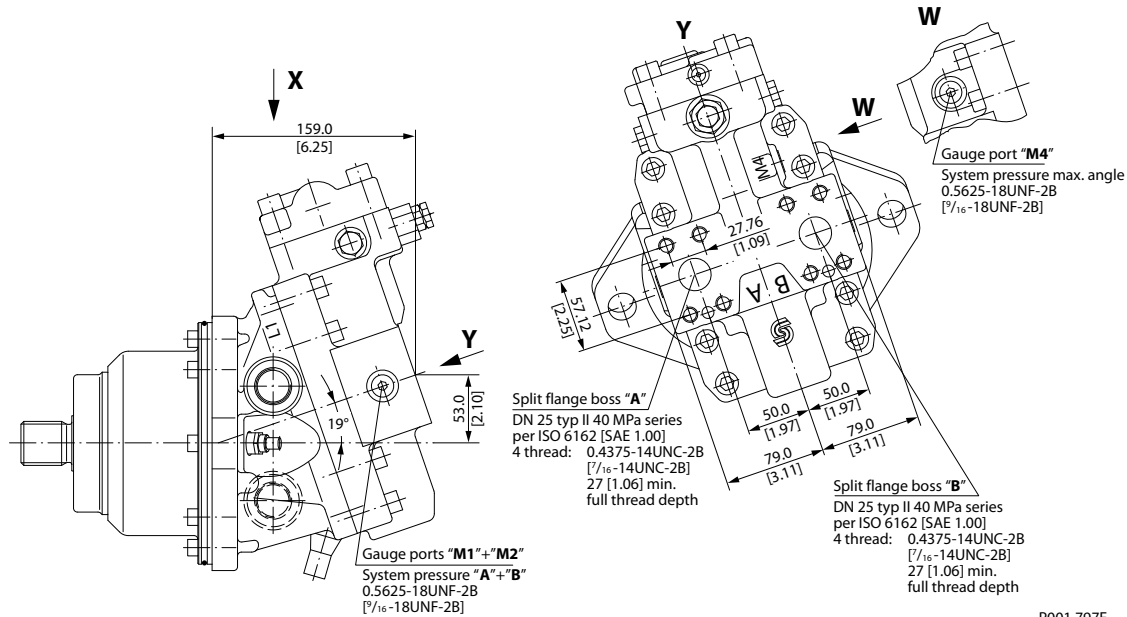 X
159.0
[6.25]
L1
Y
53.0
[2.10]
19°
Gauge ports "M1"+"M2"
System pressure "A"+"B"
0.5625-18UNF-2B
[9/16-18UNF-2B]
Y
W
W
M4
Gauge port "M4"
System pressure max. angle
0.5625-18UNF-2B
[9/16-18UNF-2B]
27.76
[1.09]
57.12
[2.25]
B A
50.0
[1.97]
50.0
[1.97]
79.0
[3.11]
79.0
[3.11]
Split flange boss "A"
DN 25 typ II 40 MPa series
per ISO 6162 [SAE 1.00]
4 thread: 0.4375-14UNC-2B
[7/16-14UNC-2B]
27 [1.06] min.
full thread depth
Split flange boss "B"
DN 25 typ II 40 MPa series
per ISO 6162 [SAE 1.00]
4 thread: 0.4375-14UNC-2B
[7/16-14UNC-2B]
27 [1.06] min.
full thread depth